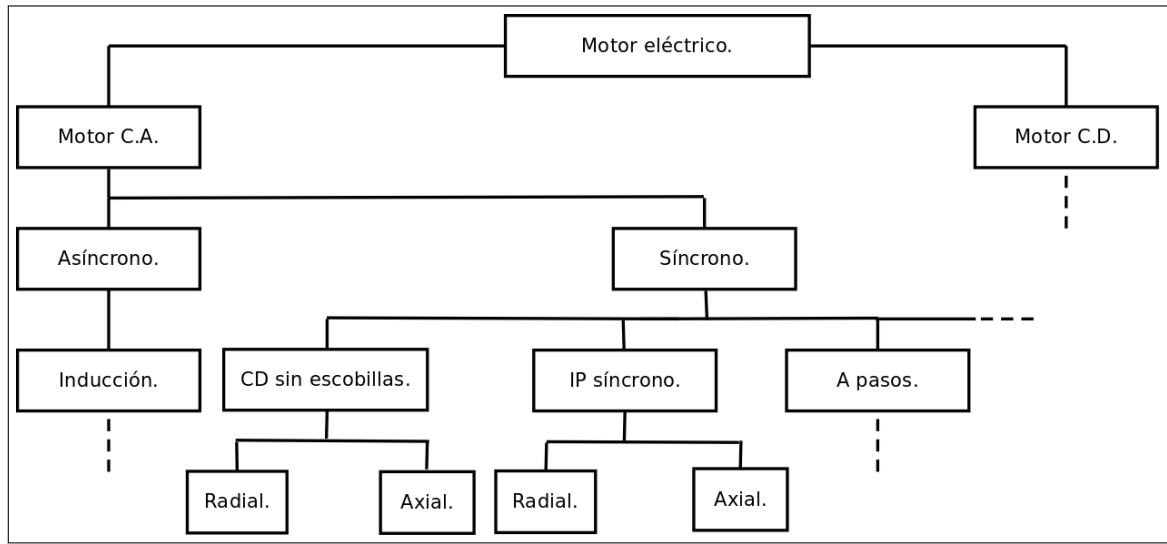 Motor eléctrico.
Motor C.A.
Motor C.D.
Asíncrono.
Síncrono.
Inducción.
CD sin escobillas.
IP síncrono.
A pasos.
Radial.
Axial.
Radial.
Axial.